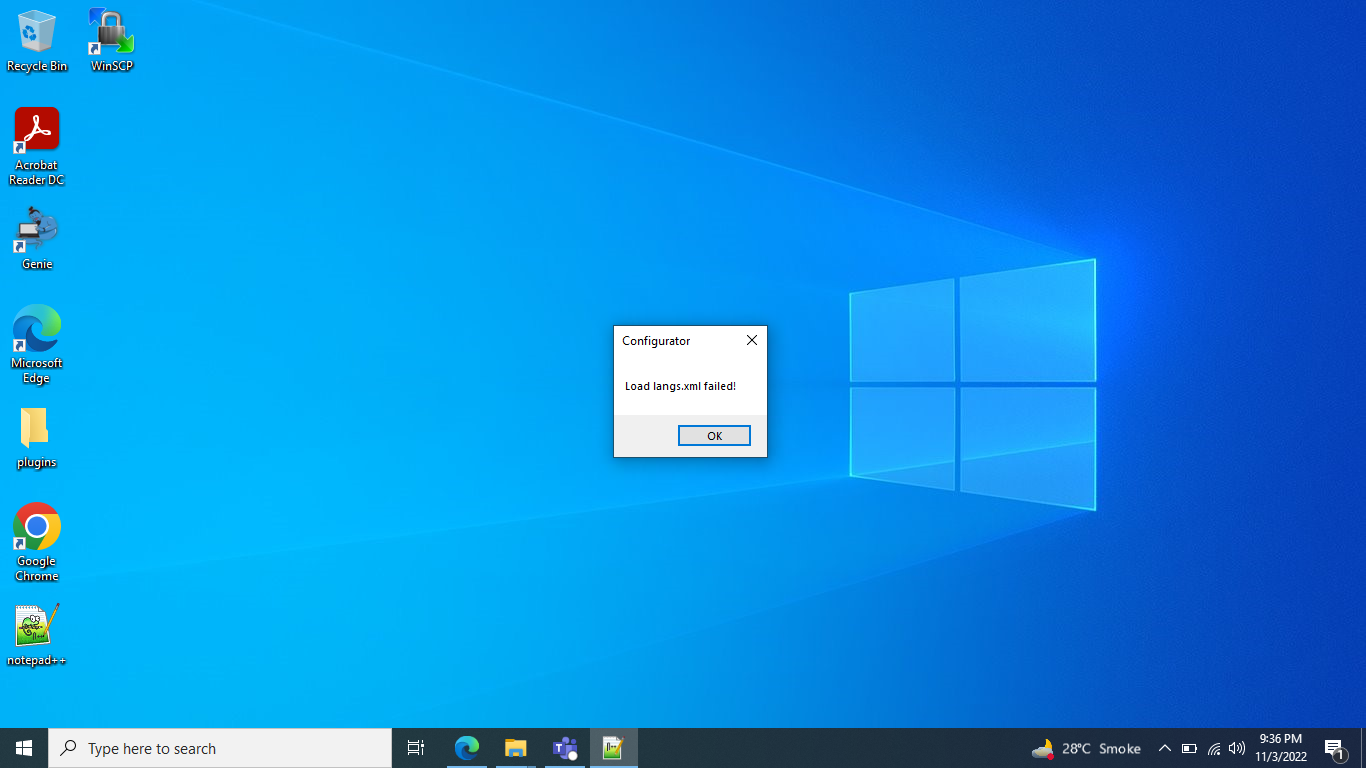 Recycle Bin
WinSCP
Acrobat
Reader DC
Genie
Microsoft
Edge
plugins
Google
Chrome
notepad++
Configurator
Load langs.xml failed!
OK
Type here to search
28°C Smoke
9:36 PM
11/3/2022
1